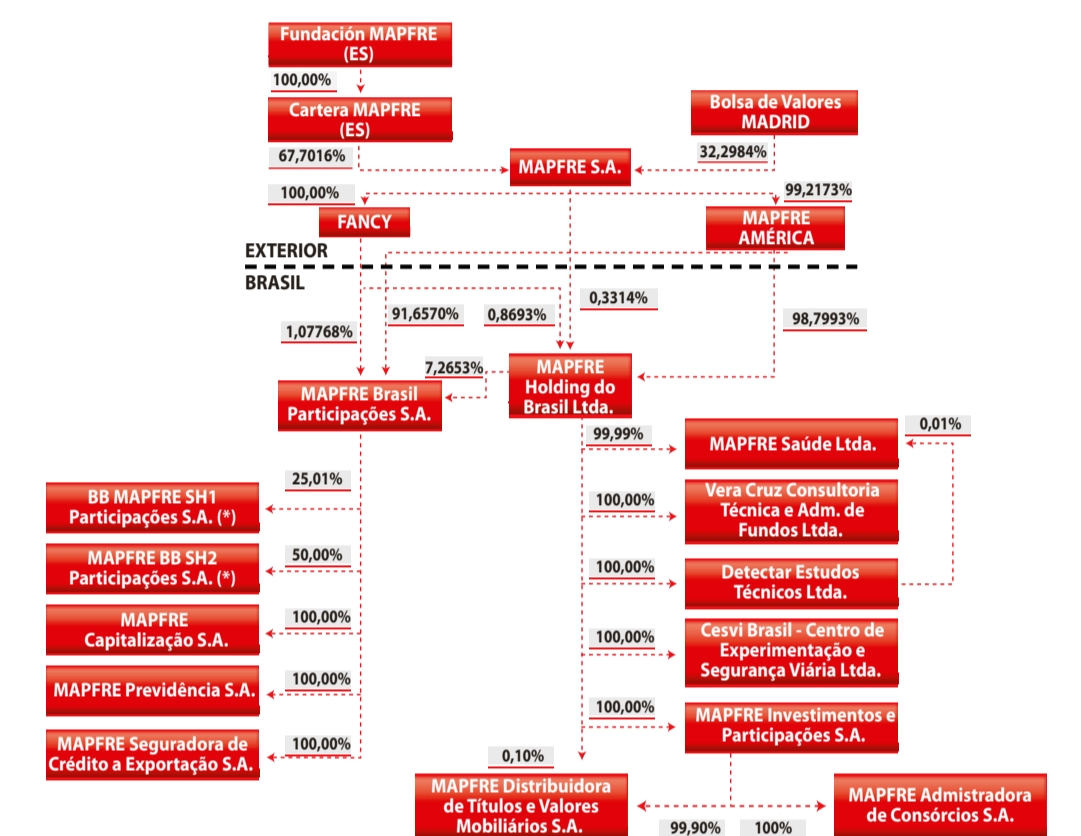 Fundación MAPFRE
(ES)
100,00%
Cartera MAPFRE
(ES)
Bolsa de Valores
MADRID
67,7016%
32,2984%
MAPFRE S.A.
100,00%
99,2173%
FANCY
MAPFRE
AMÉRICA
EXTERIOR
BRASIL
1,07768%
91,6570%
0,8693%
0,3314%
98,7993%
7,2653%
MAPFRE
Holding do
Brasil Ltda.
MAPFRE Brasil
Participações S.A.
99,99%
MAPFRE Saúde Ltda.
0,01%
25,01%
BB MAPFRE SH1
Participações S.A. (*)
100,00%
Vera Cruz Consultoria
Técnica e Adm. de
Fundos Ltda.
50,00%
MAPFRE BB SH2
Participações S.A. (*)
100,00%
Detectar Estudos
Técnicos Ltda.
100,00%
MAPFRE
Capitalização S.A.
100,00%
Cesvi Brasil - Centro de
Experimentação e
Segurança Viária Ltda.
100,00%
MAPFRE Previdência S.A.
100,00%
MAPFRE Investimentos e
Participações S.A.
100,00%
MAPFRE Seguradora de
Crédito a Exportação S.A.
0,10%
MAPFRE Distribuidora
de Títulos e Valores
Mobiliários S.A.
99,90%
100%
MAPFRE Admistradora
de Consórcios S.A.